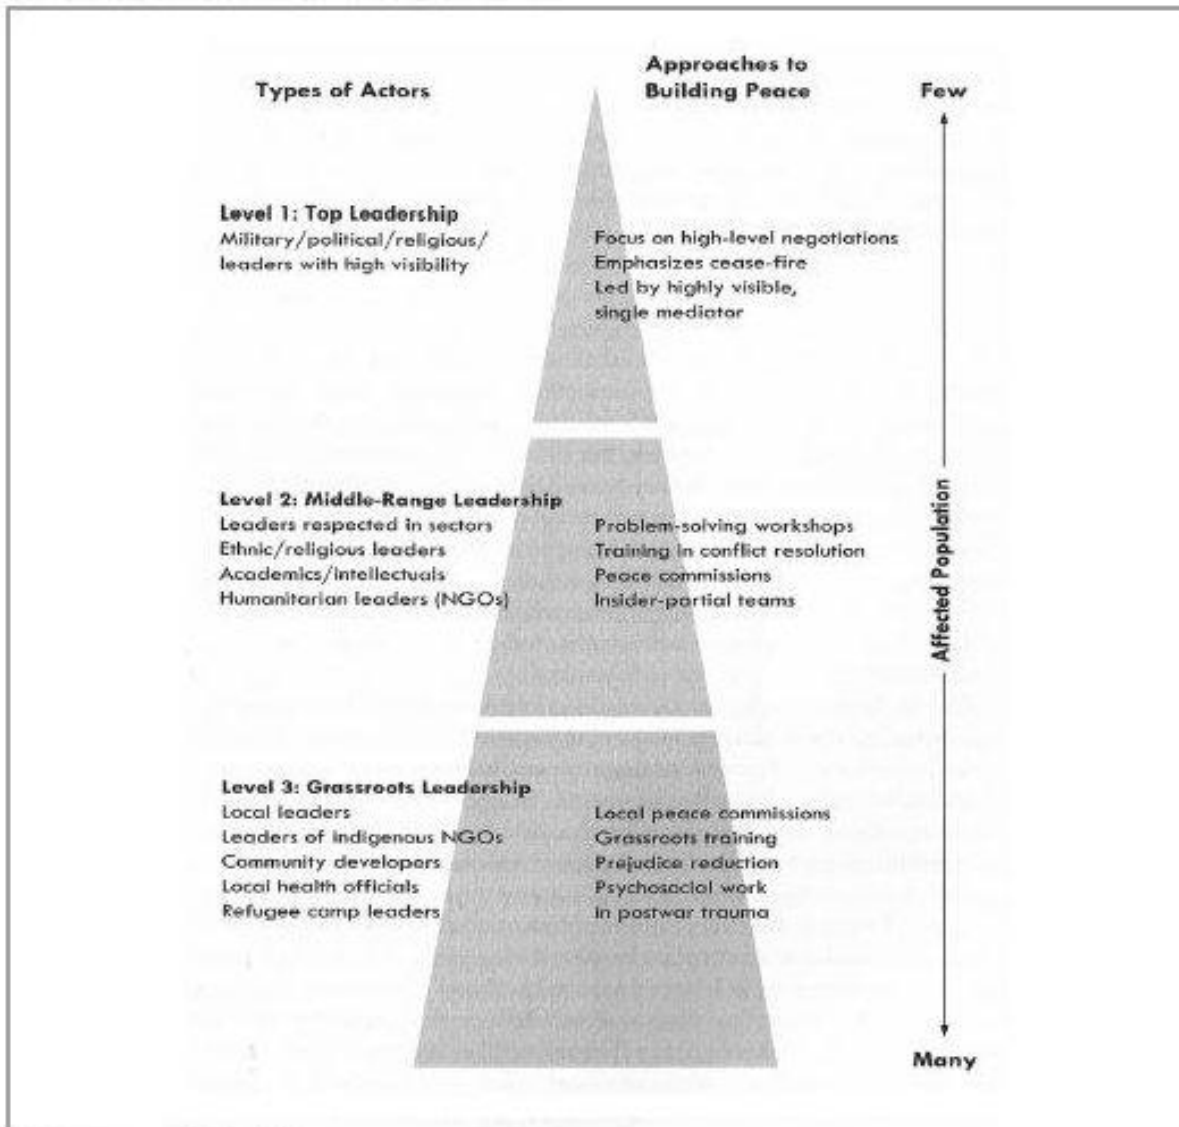 Types of Actors
Approaches to
Building Peace
Few
Level 1: Top Leadership
Military/political/religious/
leaders with high visibility
Focus on high-level negotiations
Emphasizes cease-fire
Led by highly visible,
single mediator
Affected Population
Level 2: Middle-Range Leadership
Leaders respected in sectors
Ethnic/religious leaders
Academics/intellectuals
Humanitarian leaders (NGOs)
Problem-solving workshops
Training in conflict resolution
Peace commissions
Insider-partial teams
Level 3: Grassroots Leadership
Local leaders
Leaders of indigenous NGOs
Community developers
Local health officials
Refugee camp leaders
Local peace commissions
Grassroots training
Prejudice reduction
Psychosocial work
in postwar trauma
Many